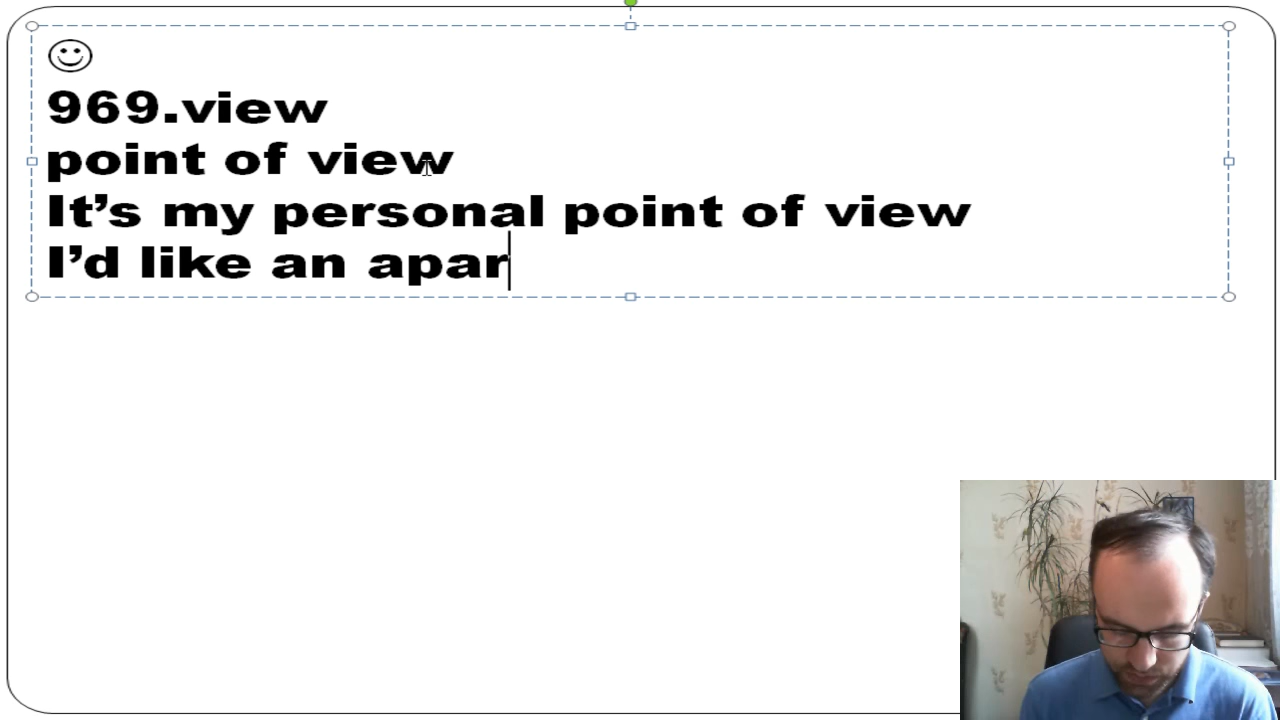 969.view
point of view
It’s my personal point of view
I’d like an apar